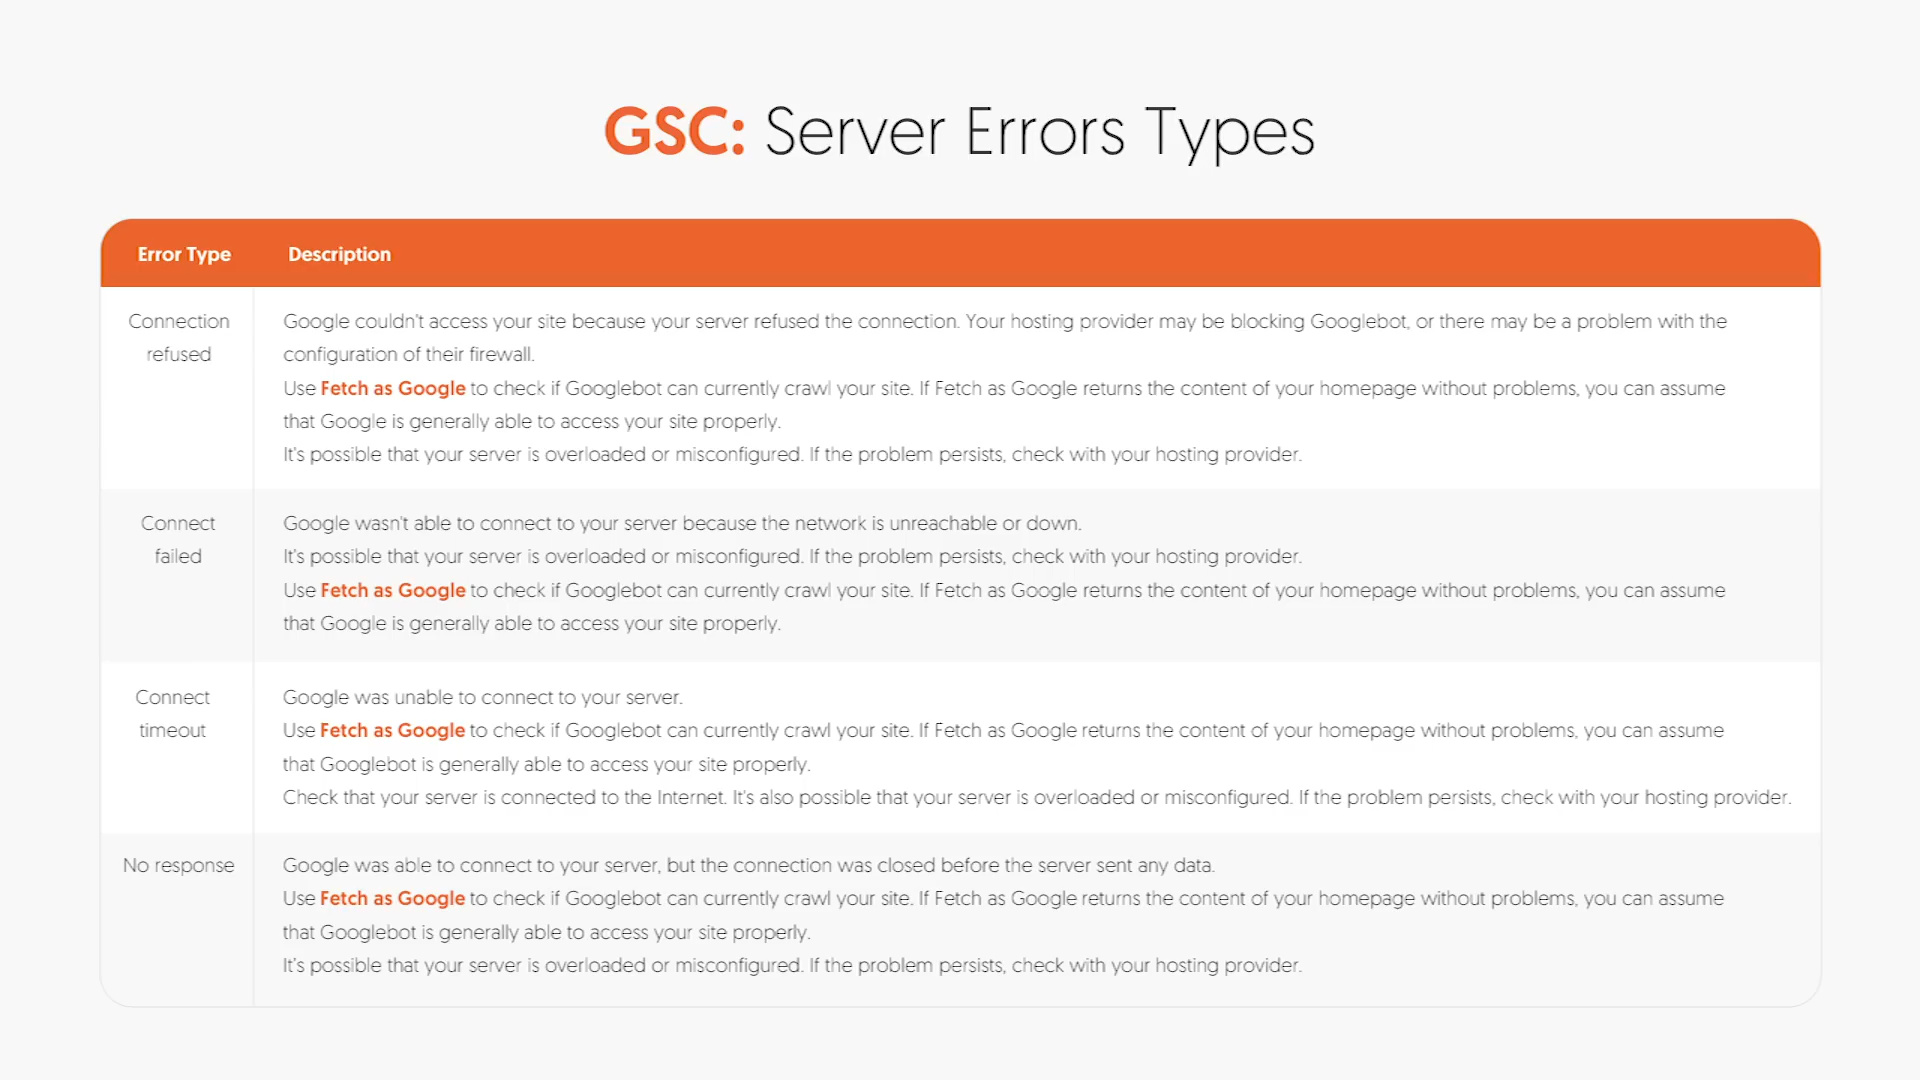 GSC: Server Errors Types
Error Type Description
Connection
refused
Google couldn't access your site because your server refused the connection. Your hosting provider may be blocking Googlebot, or there may be a problem with the
configuration of their firewall.
Use Fetch as Google to check if Googlebot can currently crawl your site. If Fetch as Google returns the content of your homepage without problems, you can assume
that Google is generally able to access your site properly.
It's possible that your server is overloaded or misconfigured. If the problem persists, check with your hosting provider.
Connect
failed
Google wasn't able to connect to your server because the network is unreachable or down.
It's possible that your server is overloaded or misconfigured. If the problem persists, check with your hosting provider.
Use Fetch as Google to check if Googlebot can currently crawl your site. If Fetch as Google returns the content of your homepage without problems, you can assume
that Google is generally able to access your site properly.
Connect
timeout
Google was unable to connect to your server.
Use Fetch as Google to check if Googlebot can currently crawl your site. If Fetch as Google returns the content of your homepage without problems, you can assume
that Googlebot is generally able to access your site properly.
Check that your server is connected to the Internet. It's also possible that your server is overloaded or misconfigured. If the problem persists, check with your hosting provider.
No response
Google was able to connect to your server, but the connection was closed before the server sent any data.
Use Fetch as Google to check if Googlebot can currently crawl your site. If Fetch as Google returns the content of your homepage without problems, you can assume
that Googlebot is generally able to access your site properly.
It's possible that your server is overloaded or misconfigured. If the problem persists, check with your hosting provider.